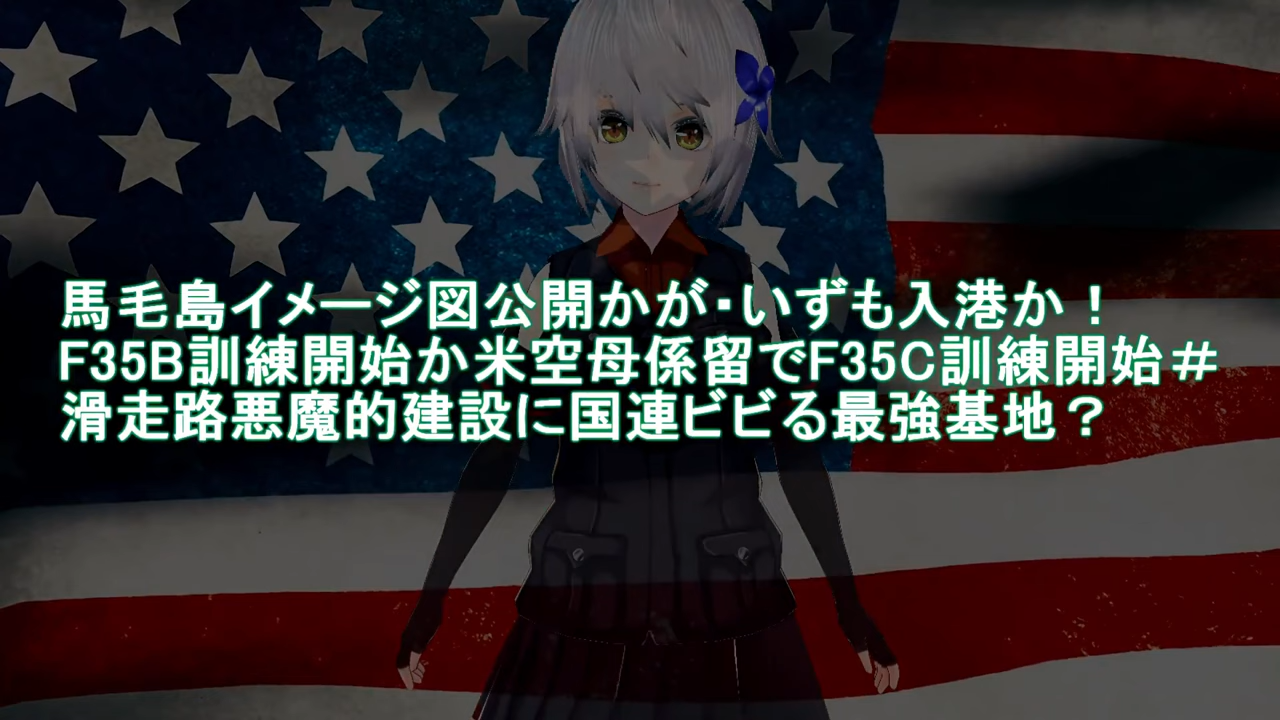 馬毛島イメージ図公開かが・いずも入港か！
F35B訓練開始か米空母係留でF35C訓練開始＃
滑走路悪魔的建設に国連ビビる最強基地？